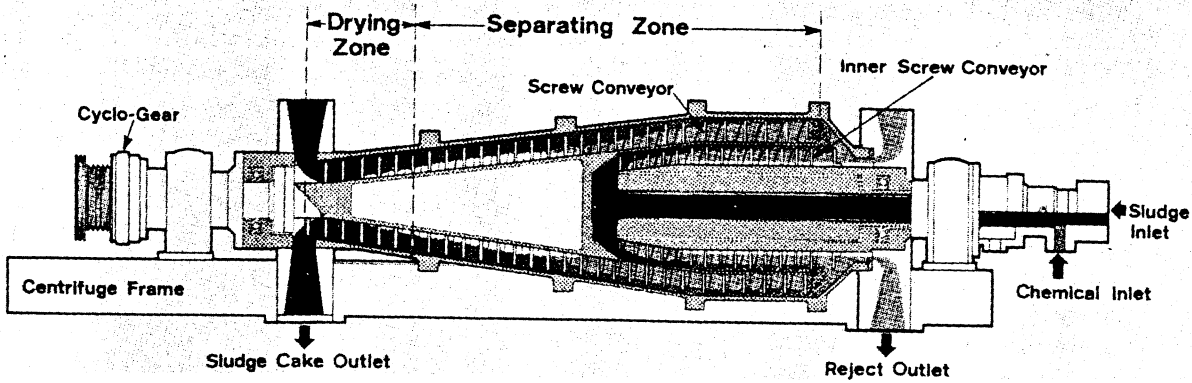 Drying
Zone
Separating Zone
Inner Screw Conveyor
Screw Conveyor
Cyclo-Gear
Sludge
Inlet
Centrifuge Frame
Chemical Inlet
Sludge Cake Outlet
Reject Outlet